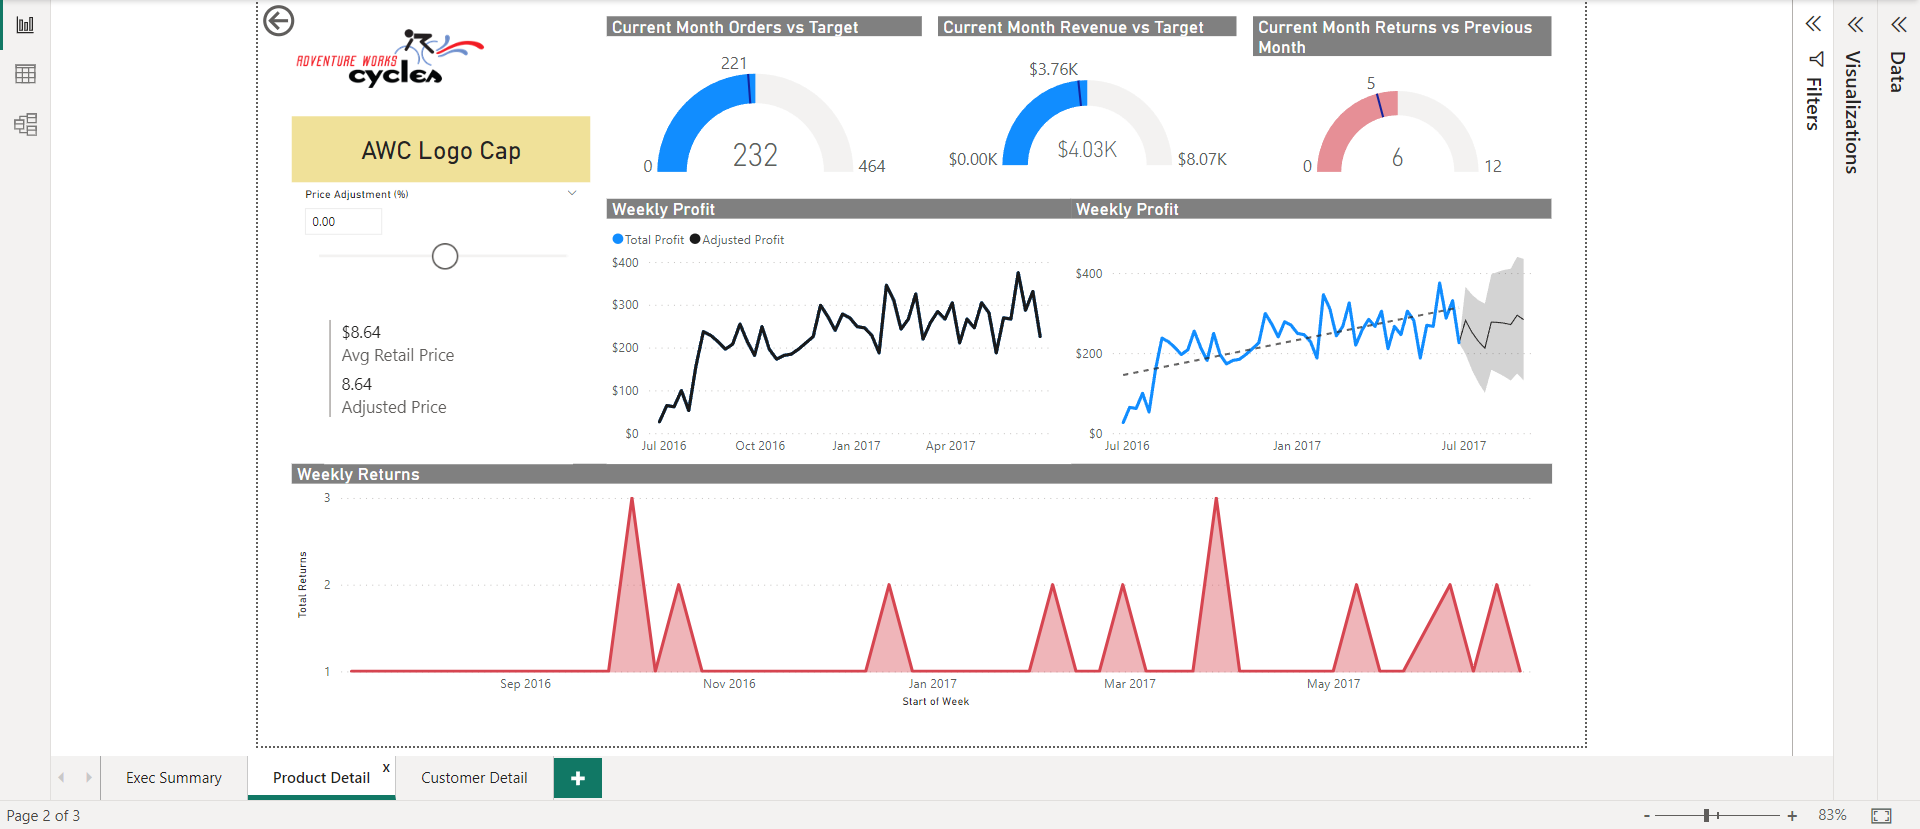 ADVENTURE WORKS
cycles
AWC Logo Cap
Price Adjustment (%)
0.00
$8.64
Avg Retail Price
8.64
Adjusted Price
Current Month Orders vs Target
221
0
232
464
Current Month Revenue vs Target
$3.76K
$0.00K
$4.03K
$8.07K
Current Month Returns vs Previous
Month
5
0
6
12
Weekly Profit
Total Profit
Adjusted Profit
$400
$300
$200
$100
$0
Jul 2016
Oct 2016
Jan 2017
Apr 2017
Weekly Profit
$400
$200
$0
Jul 2016
Jan 2017
Jul 2017
Weekly Returns
Total Returns
3
2
1
Sep 2016
Nov 2016
Jan 2017
Mar 2017
May 2017
Start of Week
Filters
Visualizations
Data
Exec Summary
Product Detail
x
Customer Detail
+
Page 2 of 3
-
+
83%